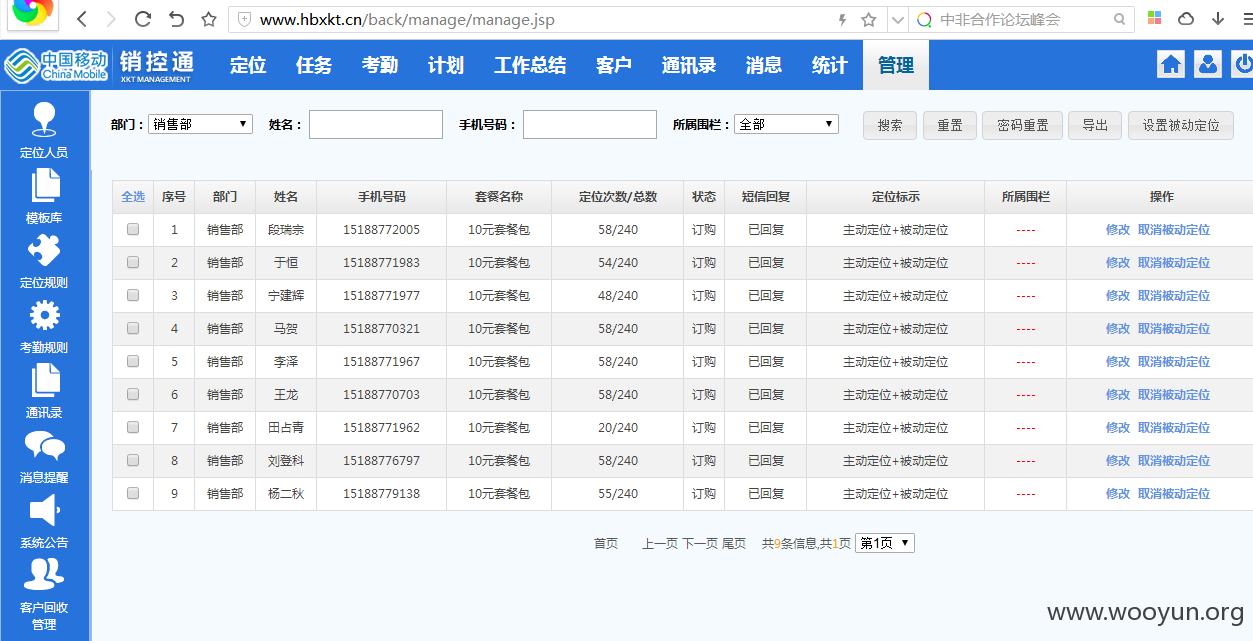 www.hbxkt.cn/back/manage/manage.jsp 中非合作论坛峰会
中国移动 China Mobile 销控通 XKT MANAGEMENT 定位 任务 考勤 计划 工作总结 客户 通讯录 消息 统计 管理
定位人员
模板库
定位规则
考勤规则
通讯录
消息提醒
系统公告
客户回收
管理
部门： 销售部 姓名： 手机号码： 所属围栏： 全部 搜索 重置 密码重置 导出 设置被动定位
全选 序号 部门 姓名 手机号码 套餐名称 定位次数/总数 状态 短信回复 定位标示 所属围栏 操作
1 销售部 段瑞宗 15188772005 10元套餐包 58/240 订购 已回复 主动定位+被动定位 ---- 修改 取消被动定位
2 销售部 于恒 15188771983 10元套餐包 54/240 订购 已回复 主动定位+被动定位 ---- 修改 取消被动定位
3 销售部 宁建辉 15188771977 10元套餐包 48/240 订购 已回复 主动定位+被动定位 ---- 修改 取消被动定位
4 销售部 马贺 15188770321 10元套餐包 58/240 订购 已回复 主动定位+被动定位 ---- 修改 取消被动定位
5 销售部 李泽 15188771967 10元套餐包 58/240 订购 已回复 主动定位+被动定位 ---- 修改 取消被动定位
6 销售部 王龙 15188770703 10元套餐包 58/240 订购 已回复 主动定位+被动定位 ---- 修改 取消被动定位
7 销售部 田占青 15188771962 10元套餐包 20/240 订购 已回复 主动定位+被动定位 ---- 修改 取消被动定位
8 销售部 刘登科 15188776797 10元套餐包 58/240 订购 已回复 主动定位+被动定位 ---- 修改 取消被动定位
9 销售部 杨二秋 15188779138 10元套餐包 55/240 订购 已回复 主动定位+被动定位 ---- 修改 取消被动定位
首页 上一页 下一页 尾页 共9条信息,共1页 第1页
www.wooyun.org